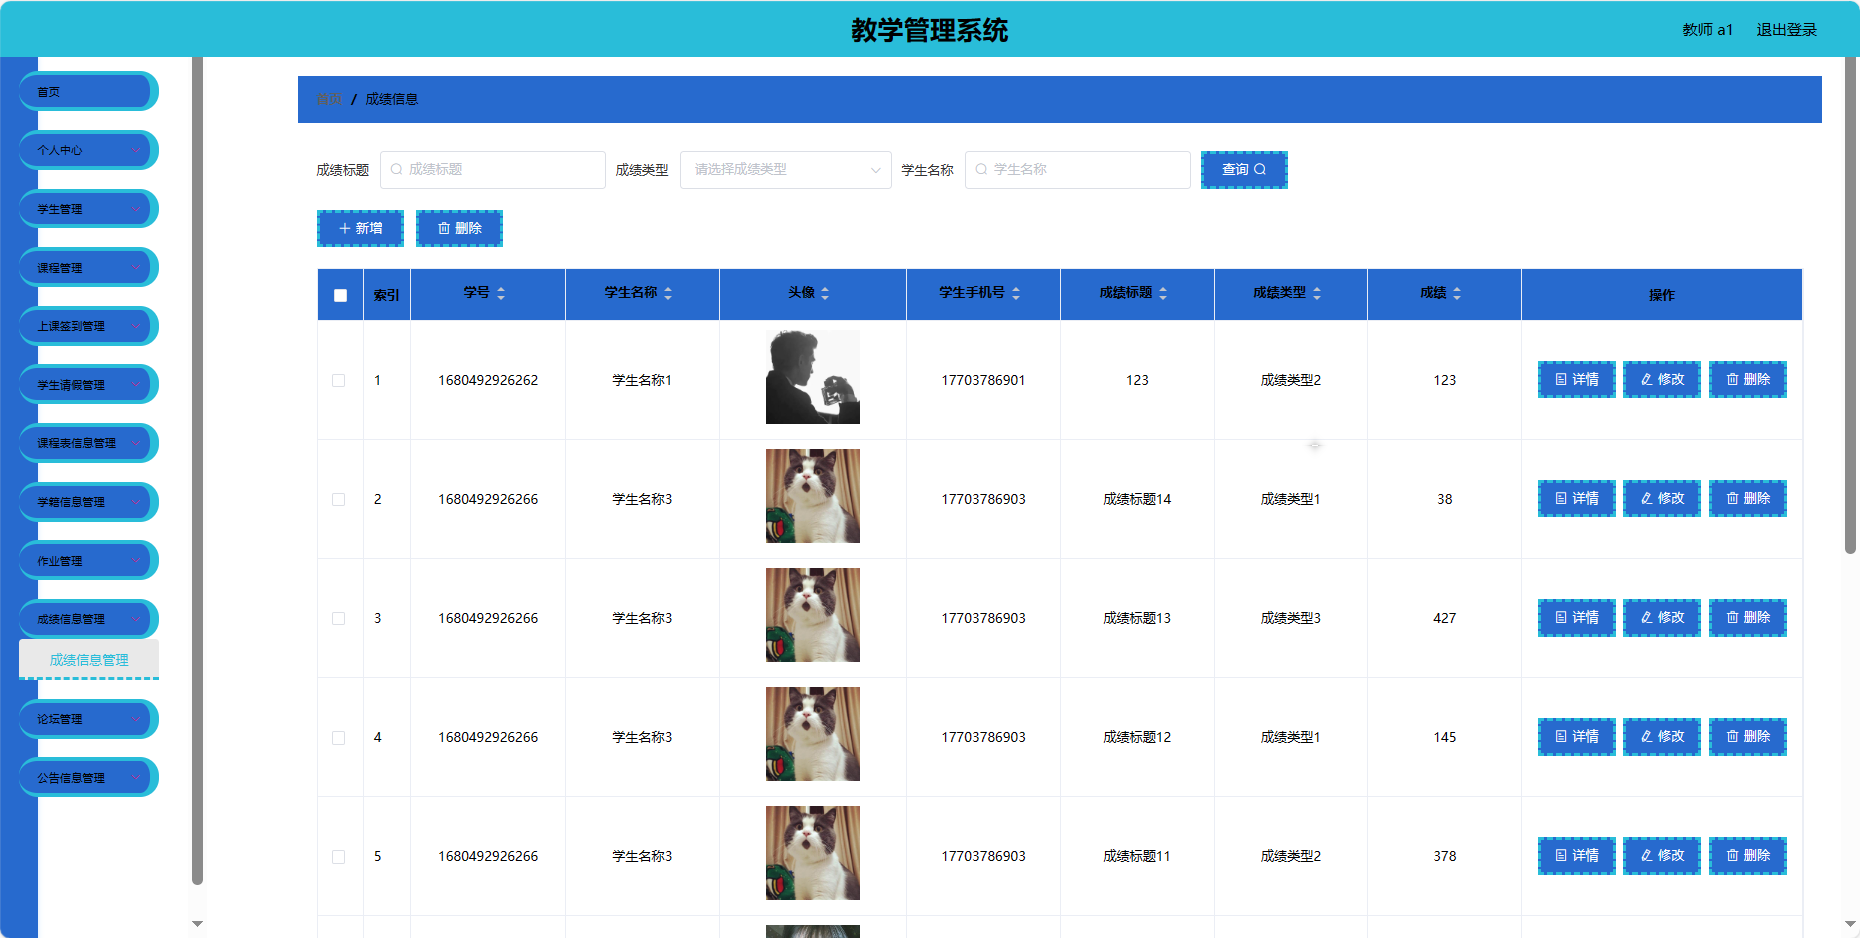 教学管理系统
教师 a1 退出登录
首页
个人中心
学生管理
课程管理
上课签到管理
学生请假管理
课程表信息管理
学籍信息管理
作业管理
成绩信息管理
成绩信息管理
论坛管理
公告信息管理
首页 / 成绩信息
成绩标题 成绩标题 成绩类型 请选择成绩类型 学生名称 学生名称 查询
新增 删除
索引 学号 学生名称 头像 学生手机号 成绩标题 成绩类型 成绩 操作
1 1680492926262 学生名称1 17703786901 123 成绩类型2 123 详情 修改 删除
2 1680492926266 学生名称3 17703786903 成绩标题14 成绩类型1 38 详情 修改 删除
3 1680492926266 学生名称3 17703786903 成绩标题13 成绩类型3 427 详情 修改 删除
4 1680492926266 学生名称3 17703786903 成绩标题12 成绩类型1 145 详情 修改 删除
5 1680492926266 学生名称3 17703786903 成绩标题11 成绩类型2 378 详情 修改 删除